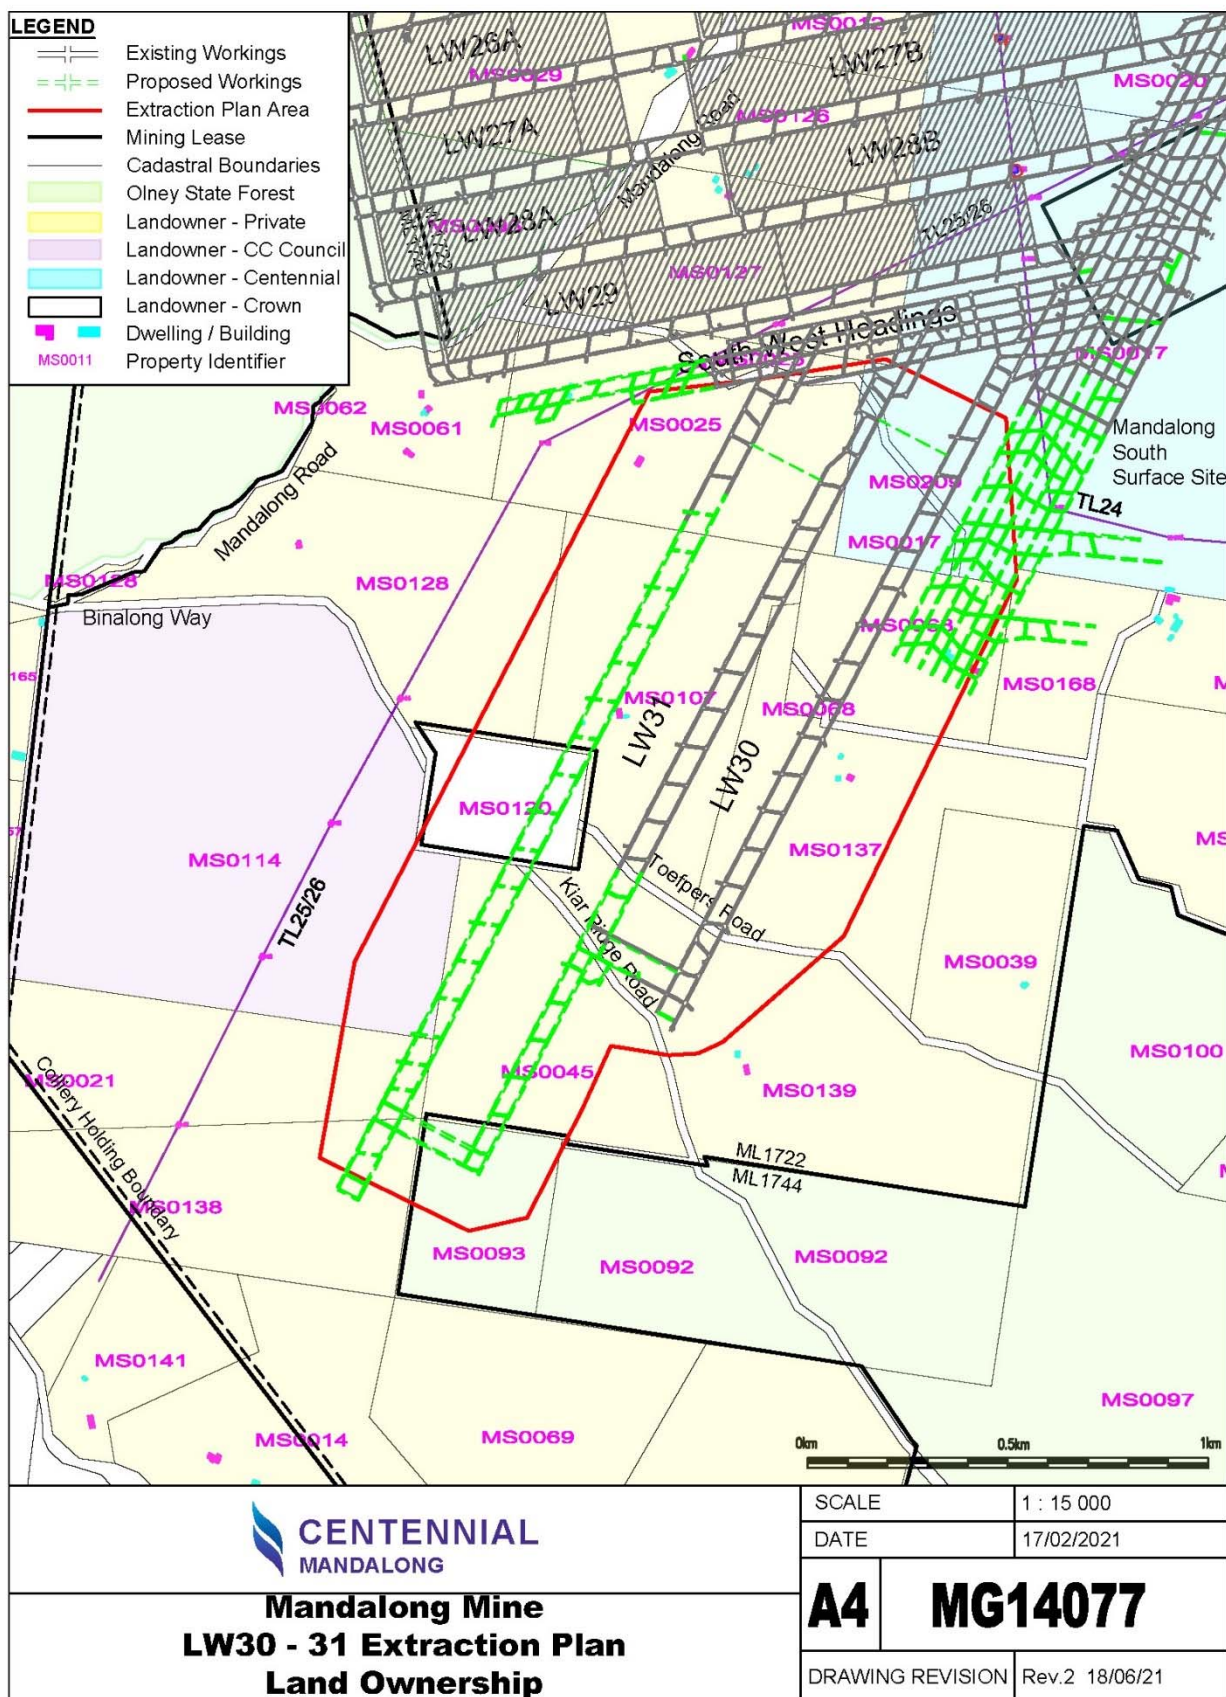 LEGEND
Existing Workings
Proposed Workings
Extraction Plan Area
Mining Lease
Cadastral Boundaries
Olney State Forest
Landowner - Private
Landowner - CC Council
Landowner - Centennial
Landowner - Crown
Dwelling / Building
MS0011 Property Identifier
LW26A
MS0029
MS0012
LW27B
MS0020
LW27A
Mandalong Road
MS0126
LW28B
LW28A
TL25/26
MS0127
LW29
South West Headings
MS0017
MS0062
MS0061
MS0025
Mandalong
South
Surface Site
Mandalong Road
MS0209
TL24
MS0017
MS0128
MS0128
Binalong Way
MS0063
165
MS0107
MS0168
MS0068
LW31
LW30
MS0120
MS0114
MS0137
Toefpers Road
Kiar Ridge Road
TL25/26
MS0039
MS0100
MS0021
MS0045
MS0139
Colliery Holding Boundary
ML1722
ML1744
MS0138
MS0093
MS0092
MS0092
MS0141
MS0097
MS0014
MS0069
0km 0.5km 1km
CENTENNIAL
MANDALONG
Mandalong Mine
LW30 - 31 Extraction Plan
Land Ownership
SCALE 1 : 15 000
DATE 17/02/2021
A4 MG14077
DRAWING REVISION Rev.2 18/06/21